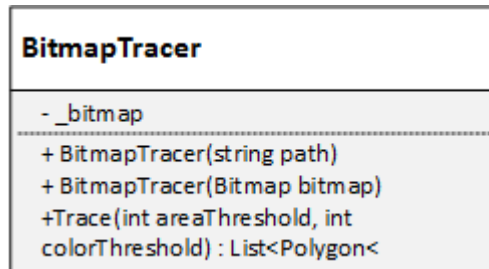 BitmapTracer
- _bitmap
+ BitmapTracer(string path)
+ BitmapTracer(Bitmap bitmap)
+Trace(int areaThreshold, int
colorThreshold) : List<Polygon<